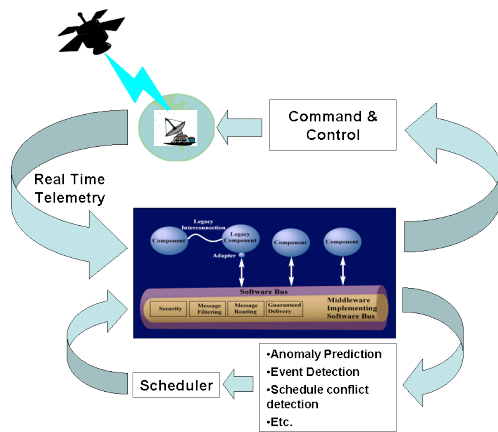 Command &
Control
Real Time
Telemetry
Legacy
Interconnection
Component
Legacy
Component
Component
Component
Adapter
Software Bus
Security
Message
Filtering
Message
Routing
Guaranteed
Delivery
Middleware
Implementing
Software Bus
Scheduler
•Anomaly Prediction
•Event Detection
•Schedule conflict
detection
•Etc.